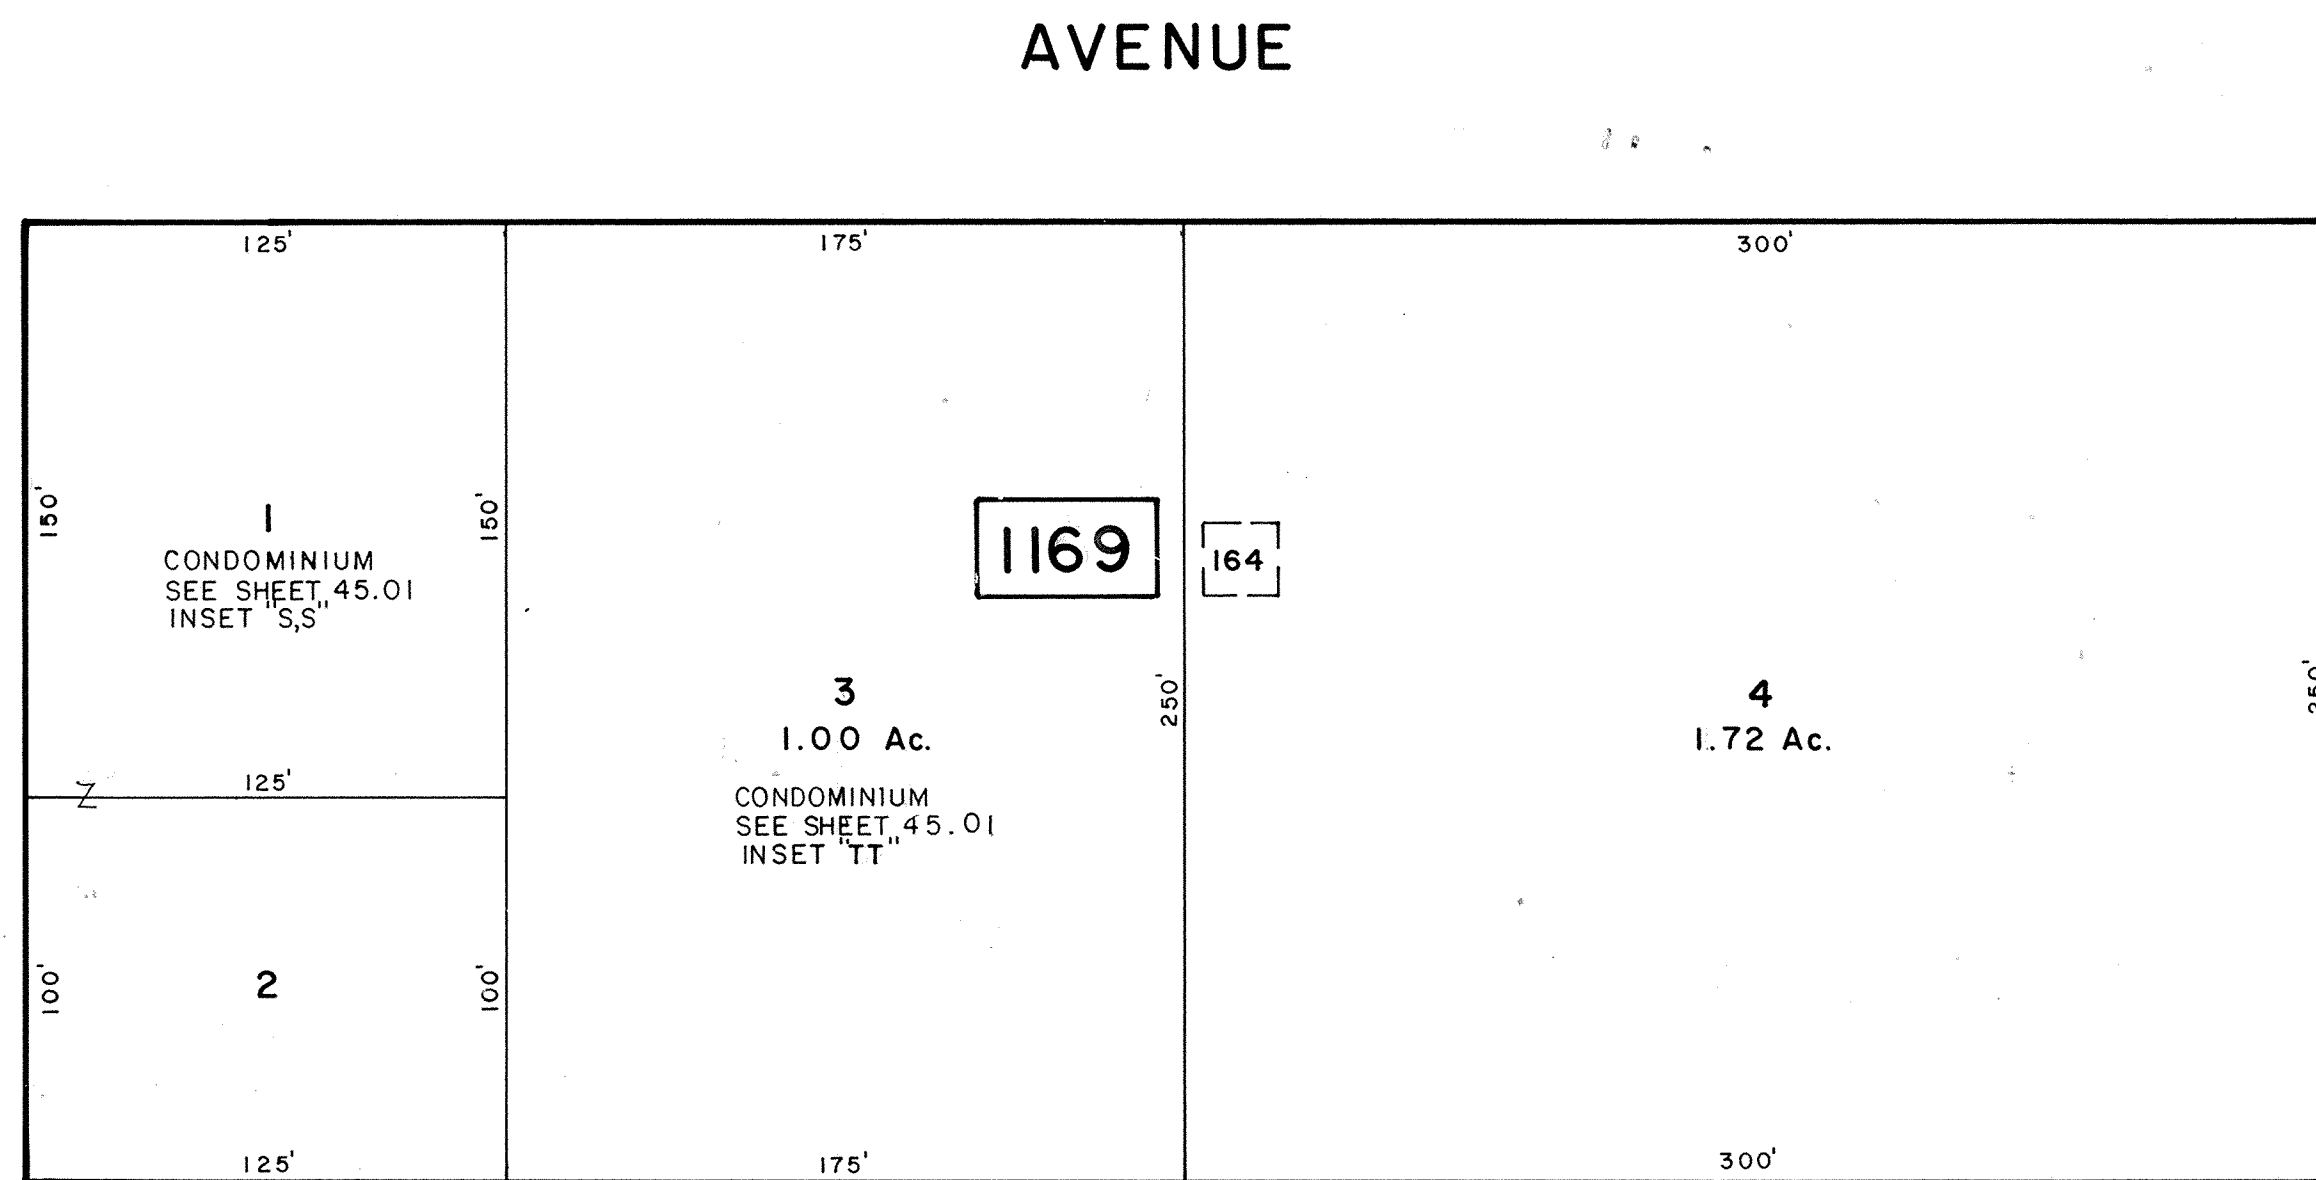 AVENUE
125'
175'
300'
150'
1
CONDOMINIUM
SEE SHEET 45.01
INSET "S,S"
150'
1169
164
3
1.00 Ac.
CONDOMINIUM
SEE SHEET 45.01
INSET "TT"
250'
4
1.72 Ac.
250'
125'
Z
100'
2
100'
125'
175'
300'